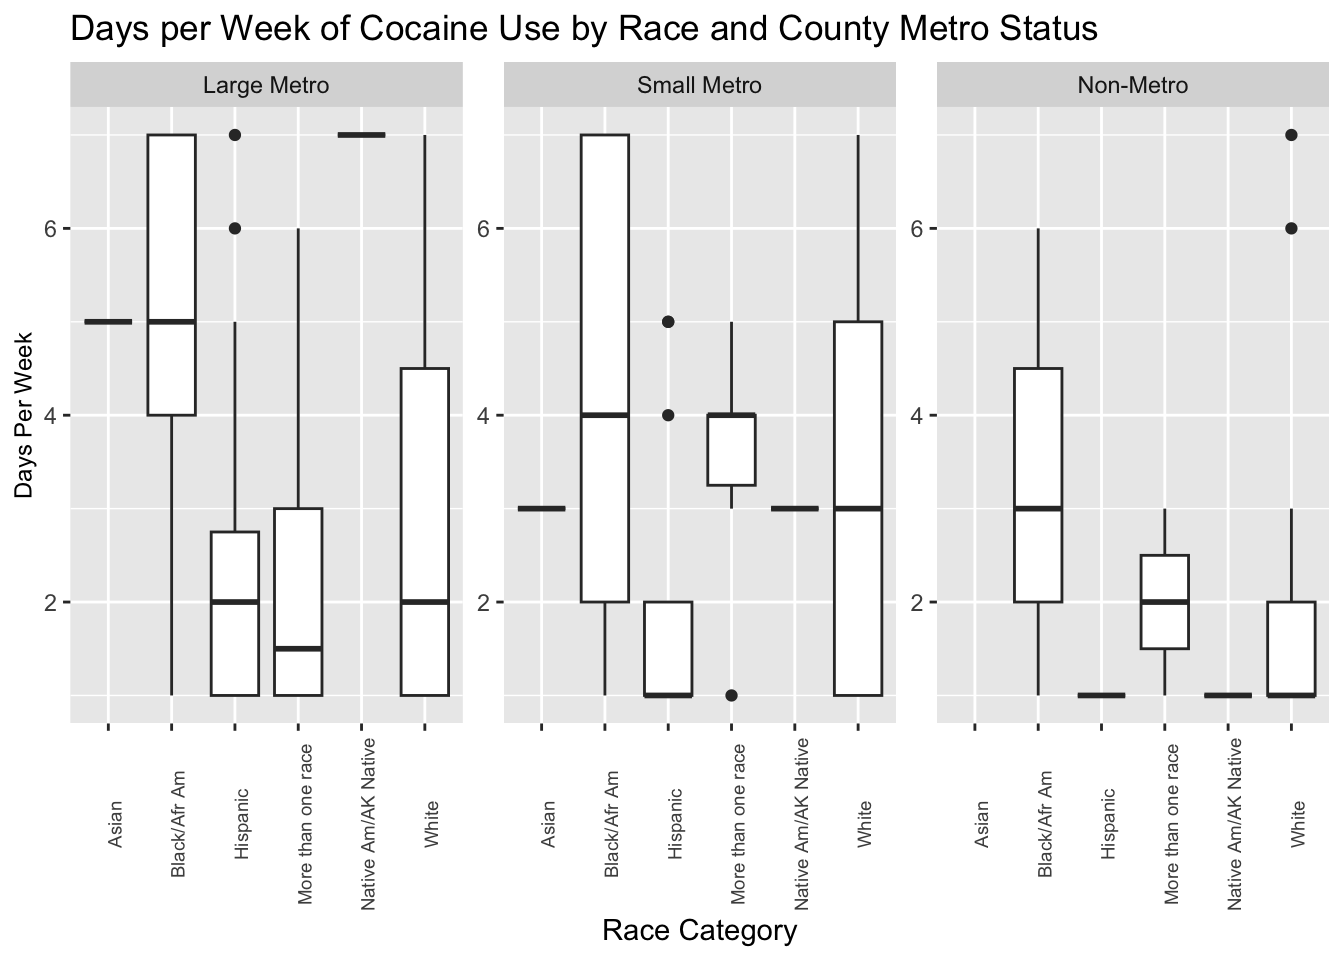 Days per Week of Cocaine Use by Race and County Metro Status
Large Metro
Small Metro
Non-Metro
Days Per Week
6
4
2
6
4
2
6
4
2
Asian
Black/Afr Am
Hispanic
More than one race
Native Am/AK Native
White
Asian
Black/Afr Am
Hispanic
More than one race
Native Am/AK Native
White
Asian
Black/Afr Am
Hispanic
More than one race
Native Am/AK Native
White
Race Category